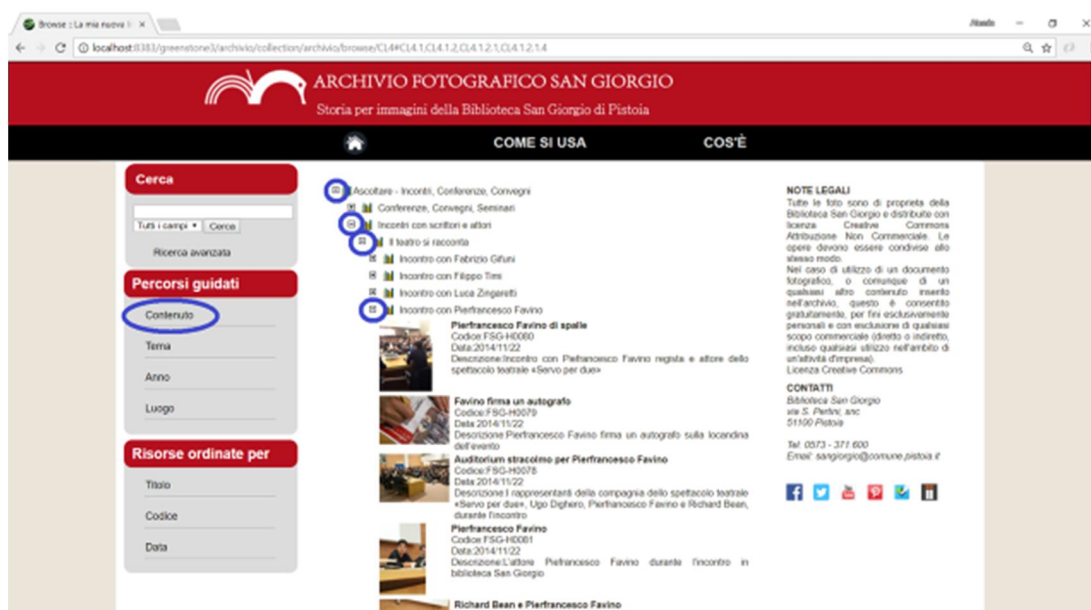 Browse :: La mia nuova li
localhost:8383/greenstone3/archivio/collection/archivio/browse/CL4#CL4.1,CL4.1.2,CL4.1.2.1,CL4.1.2.1.4
ARCHIVIO FOTOGRAFICO SAN GIORGIO
Storia per immagini della Biblioteca San Giorgio di Pistoia
COME SI USA
COS'È
Cerca
Tutti i campi
Cerca
Ricerca avanzata
Percorsi guidati
Contenuto
Tema
Anno
Luogo
Risorse ordinate per
Titolo
Codice
Data
Ascoltare - Incontri, Conferenze, Convegni
Conferenze, Convegni, Seminari
Incontri con scrittori e attori
Il teatro si racconta
Incontro con Fabrizio Gifuni
Incontro con Filippo Timi
Incontro con Luca Zingaretti
Incontro con Pierfrancesco Favino
Pierfrancesco Favino di spalle
Codice:FSG-H0080
Data:2014/11/22
Descrizione:Incontro con Piefrancesco Favino regista e attore dello
spettacolo teatrale «Servo per due»
Favino firma un autografo
Codice:FSG-H0079
Data:2014/11/22
Descrizione:Pierfrancesco Favino firma un autografo sulla locandina
dell'evento
Auditorium stracolmo per Pierfrancesco Favino
Codice:FSG-H0078
Data:2014/11/22
Descrizione:I rappresentanti della compagnia dello spettacolo teatrale
«Servo per due», Ugo Dighero, Pierfrancesco Favino e Richard Bean,
durante l'incontro
Pierfrancesco Favino
Codice:FSG-H0081
Data:2014/11/22
Descrizione:L'attore Piefrancesco Favino durante l'incontro in
biblioteca San Giorgio
Richard Bean e Pierfrancesco Favino
NOTE LEGALI
Tutte le foto sono di proprietà della
Biblioteca San Giorgio e distribuite con
licenza Creative Commons
Attribuzione Non Commerciale. Le
opere devono essere condivise allo
stesso modo.
Nel caso di utilizzo di un documento
fotografico, o comunque di un
qualsiasi altro contenuto inserito
nell'archivio, questo è consentito
gratuitamente, per fini esclusivamente
personali e con esclusione di qualsiasi
scopo commerciale (diretto o indiretto,
incluso qualsiasi utilizzo nell'ambito di
un'attività d'impresa).
Licenza Creative Commons
CONTATTI
Biblioteca San Giorgio
via S. Pertini, snc
51100 Pistoia
Tel: 0573 - 371.600
Email: sangiorgio@comune.pistoia.it